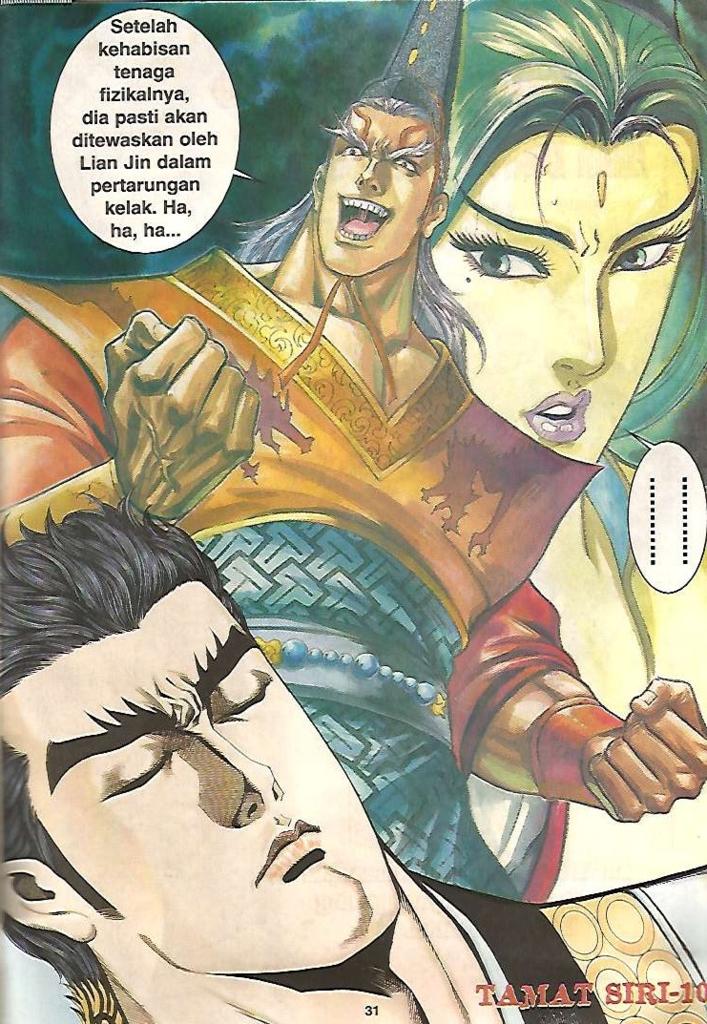 Setelah
kehabisan
tenaga
fizikalnya,
dia pasti akan
ditewaskan oleh
Lian Jin dalam
pertarungan
kelak. Ha,
ha, ha...
TAMAT SIRI-10
31